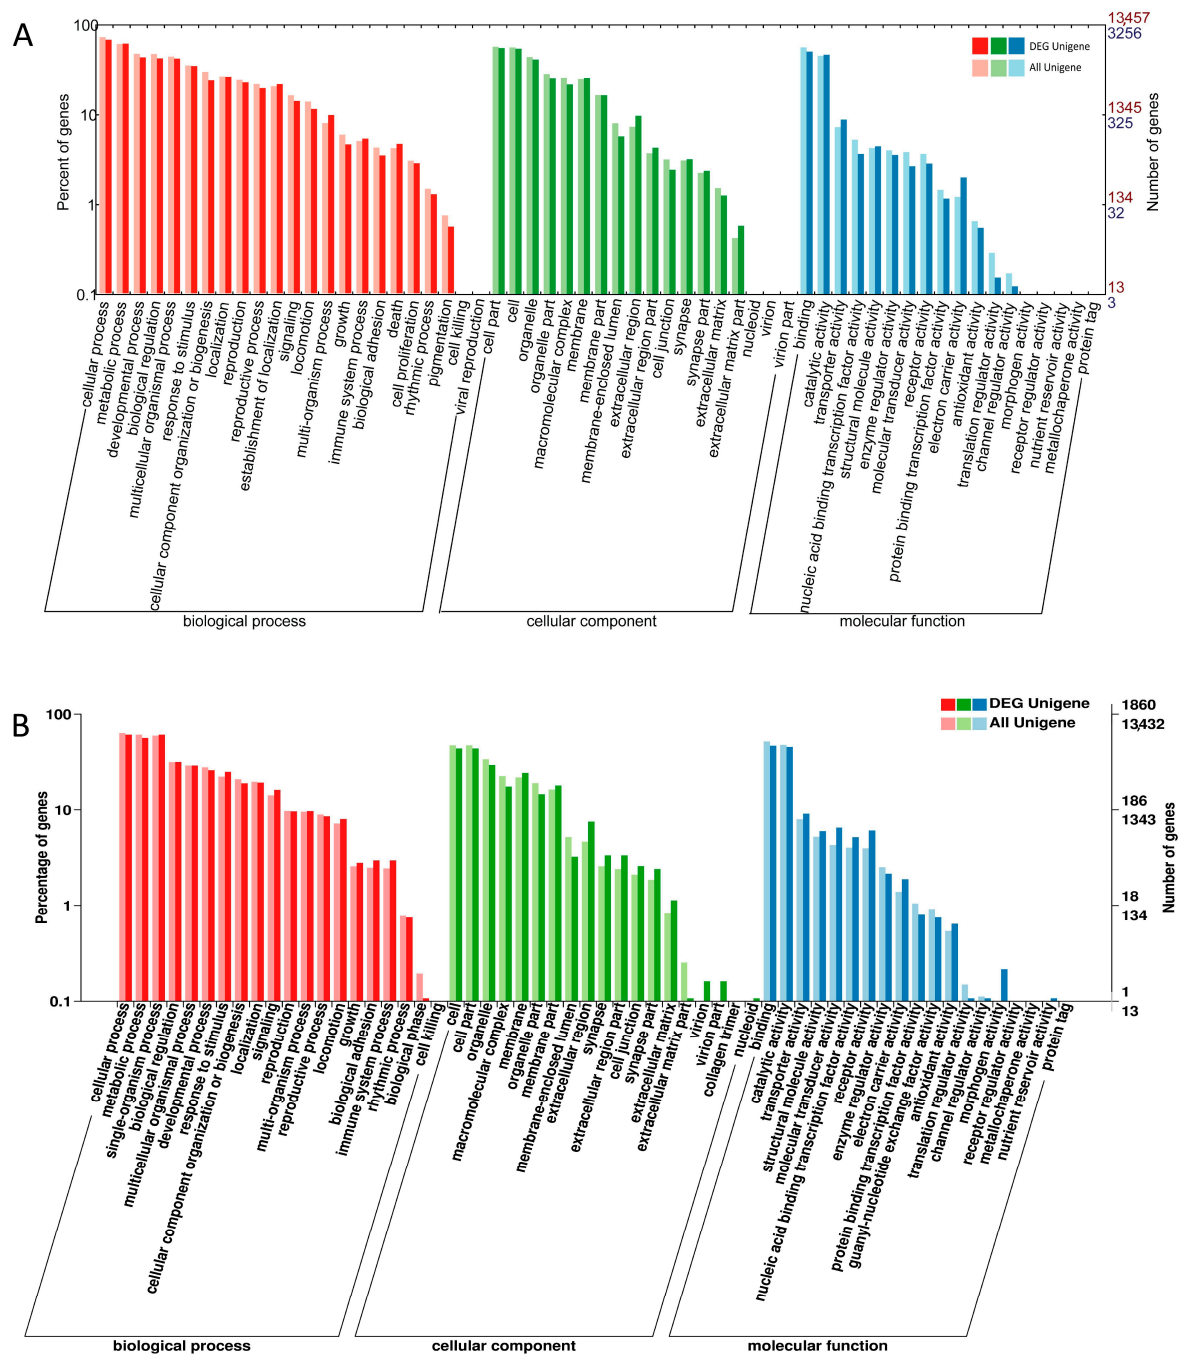 A
100
10
1
0.1
Percent of genes
DEG Unigene
All Unigene
13457
3256
1345
325
134
32
13
3
Number of genes
cellular process
metabolic process
developmental process
biological regulation
multicellular organismal process
response to stimulus
cellular component organization or biogenesis
localization
reproduction
reproductive process
establishment of localization
signaling
locomotion
multi-organism process
growth
immune system process
biological adhesion
death
cell proliferation
rhythmic process
pigmentation
cell killing
viral reproduction
cell part
cell
organelle
organelle part
macromolecular complex
membrane
membrane part
membrane-enclosed lumen
extracellular region
extracellular region part
cell junction
synapse
synapse part
extracellular matrix
extracellular matrix part
nucleoid
virion
virion part
binding
catalytic activity
transporter activity
nucleic acid binding transcription factor activity
structural molecule activity
enzyme regulator activity
molecular transducer activity
receptor activity
protein binding transcription factor activity
electron carrier activity
antioxidant activity
translation regulator activity
channel regulator activity
morphogen activity
receptor regulator activity
nutrient reservoir activity
metallochaperone activity
protein tag
biological process
cellular component
molecular function
B
100
10
1
0.1
Percentage of genes
DEG Unigene
All Unigene
1860
13432
186
1343
18
134
1
13
Number of genes
cellular process
metabolic process
single-organism process
biological regulation
multicellular organismal process
developmental process
response to stimulus
cellular component organization or biogenesis
localization
signaling
reproduction
multi-organism process
reproductive process
locomotion
growth
biological adhesion
immune system process
rhythmic process
biological phase
cell killing
cell
cell part
organelle
macromolecular complex
membrane
organelle part
membrane part
membrane-enclosed lumen
extracellular region
synapse
extracellular region part
cell junction
synapse part
extracellular matrix
extracellular matrix part
virion
virion part
collagen trimer
nucleoid
binding
catalytic activity
transporter activity
structural molecule activity
molecular transducer activity
nucleic acid binding transcription factor activity
receptor activity
enzyme regulator activity
electron carrier activity
protein binding transcription factor activity
guanyl-nucleotide exchange factor activity
antioxidant activity
translation regulator activity
channel regulator activity
morphogen activity
receptor regulator activity
metallochaperone activity
nutrient reservoir activity
protein tag
biological process
cellular component
molecular function